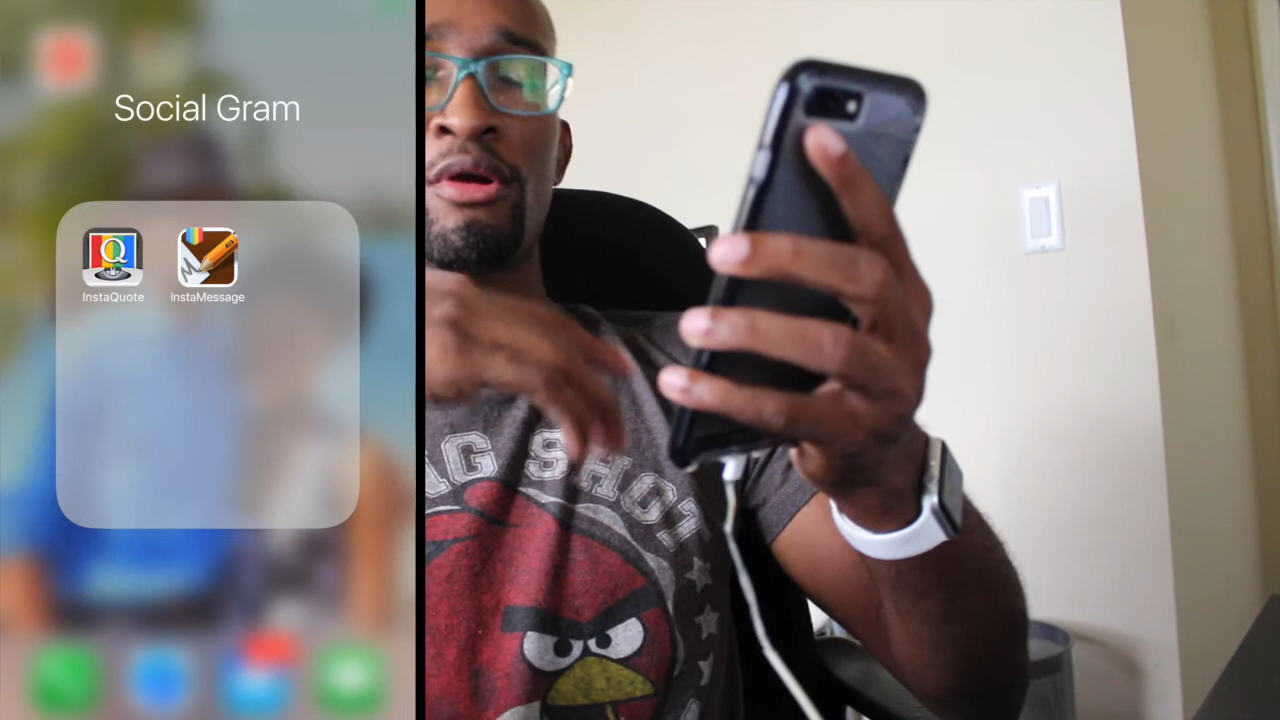 Social Gram
Q
InstaQuote
M
InstaMessage
AG SHOT